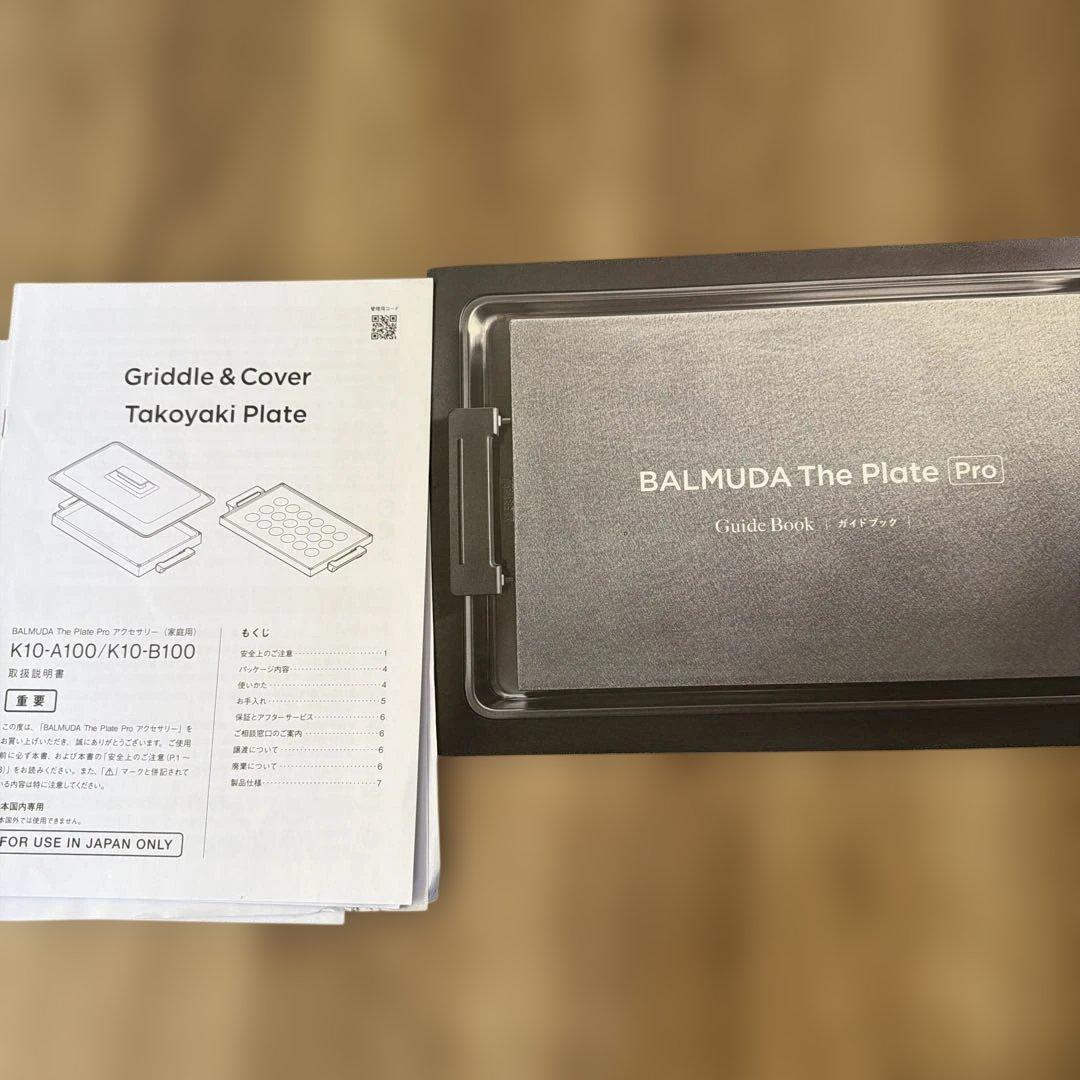 管理用コード
Griddle & Cover
Takoyaki Plate
BALMUDA The Plate Pro アクセサリー（家庭用）
K10-A100/K10-B100
取扱説明書
重要
この度は、「BALMUDA The Plate Pro アクセサリー」を
お買い上げいただき、誠にありがとうございます。ご使用
前に必ず本書、および本書の「安全上のご注意（P.1～
3）」をお読みください。また、「⚠」マークと併記されて
いる内容は特に注意してください。
本国内専用
本国外では使用できません。
FOR USE IN JAPAN ONLY
もくじ
安全上のご注意 1
パッケージ内容 4
使いかた 4
お手入れ 5
保証とアフターサービス 6
ご相談窓口のご案内 6
譲渡について 6
廃棄について 6
製品仕様 7
BALMUDA The Plate Pro
Guide Book | ガイドブック |